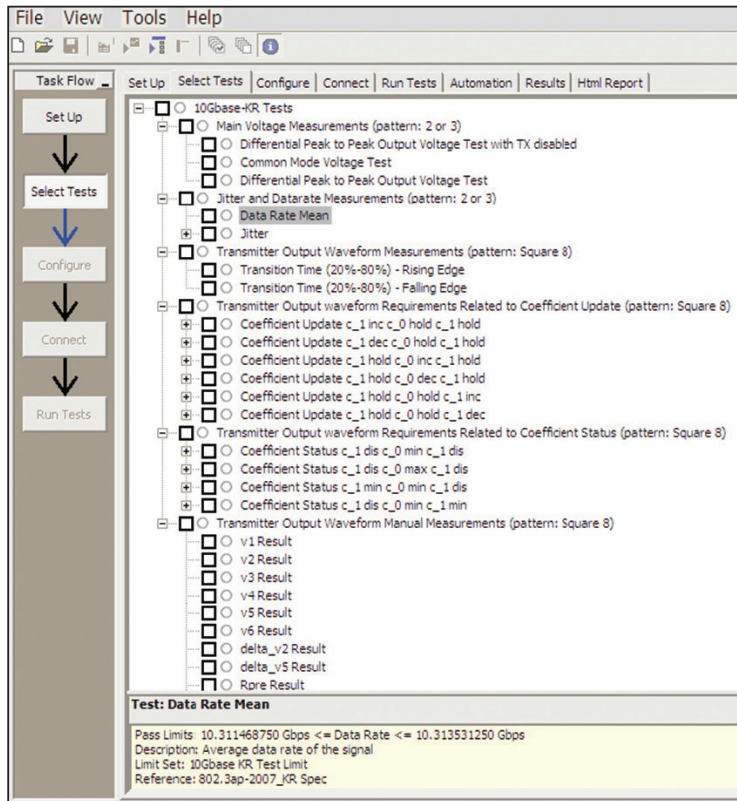 File View Tools Help
Task Flow
Set Up Select Tests Configure Connect Run Tests Automation Results Html Report
Set Up
Select Tests
Configure
Connect
Run Tests
10Gbase-KR Tests
Main Voltage Measurements (pattern: 2 or 3)
Differential Peak to Peak Output Voltage Test with TX disabled
Common Mode Voltage Test
Differential Peak to Peak Output Voltage Test
Jitter and Datarate Measurements (pattern: 2 or 3)
Data Rate Mean
Jitter
Transmitter Output Waveform Measurements (pattern: Square 8)
Transition Time (20%-80%) - Rising Edge
Transition Time (20%-80%) - Falling Edge
Transmitter Output waveform Requirements Related to Coefficient Update (pattern: Square 8)
Coefficient Update c_1 inc c_0 hold c_1 hold
Coefficient Update c_1 dec c_0 hold c_1 hold
Coefficient Update c_1 hold c_0 inc c_1 hold
Coefficient Update c_1 hold c_0 dec c_1 hold
Coefficient Update c_1 hold c_0 hold c_1 inc
Coefficient Update c_1 hold c_0 hold c_1 dec
Transmitter Output waveform Requirements Related to Coefficient Status (pattern: Square 8)
Coefficient Status c_1 dis c_0 min c_1 dis
Coefficient Status c_1 dis c_0 max c_1 dis
Coefficient Status c_1 min c_0 min c_1 dis
Coefficient Status c_1 dis c_0 min c_1 min
Transmitter Output Waveform Manual Measurements (pattern: Square 8)
v1 Result
v2 Result
v3 Result
v4 Result
v5 Result
v6 Result
delta_v2 Result
delta_v5 Result
Rpre Result
Test: Data Rate Mean
Pass Limits: 10.311468750 Gbps <= Data Rate <= 10.313531250 Gbps
Description: Average data rate of the signal
Limit Set: 10Gbase KR Test Limit
Reference: 802.3ap-2007_KR Spec